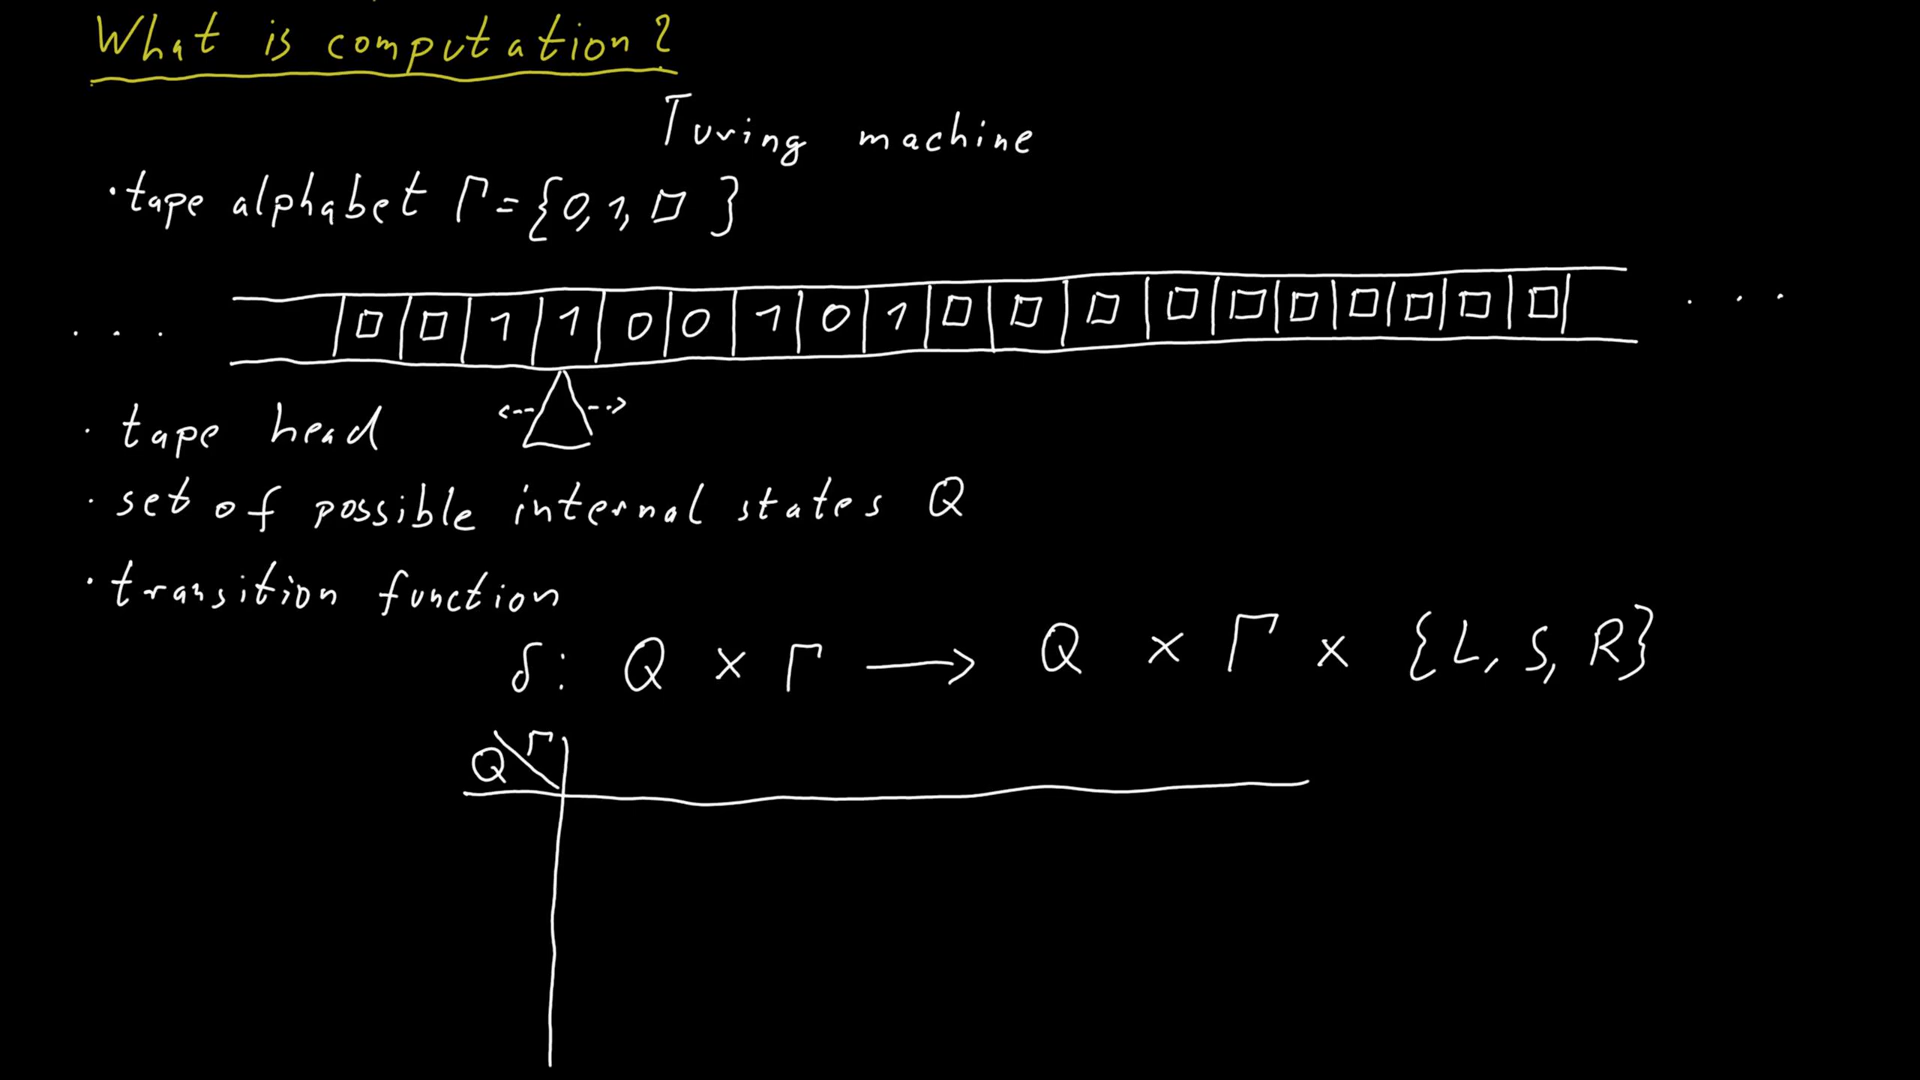 What is computation?
Turing machine
· tape alphabet Γ = {0, 1, □ }
. . . □ □ 1 1 0 0 1 0 1 □ □ □ □ □ □ □ □ □ □ . . .
· tape head <-- -->
· set of possible internal states Q
· transition function
δ: Q × Γ → Q × Γ × {L, S, R}
Q \ Γ